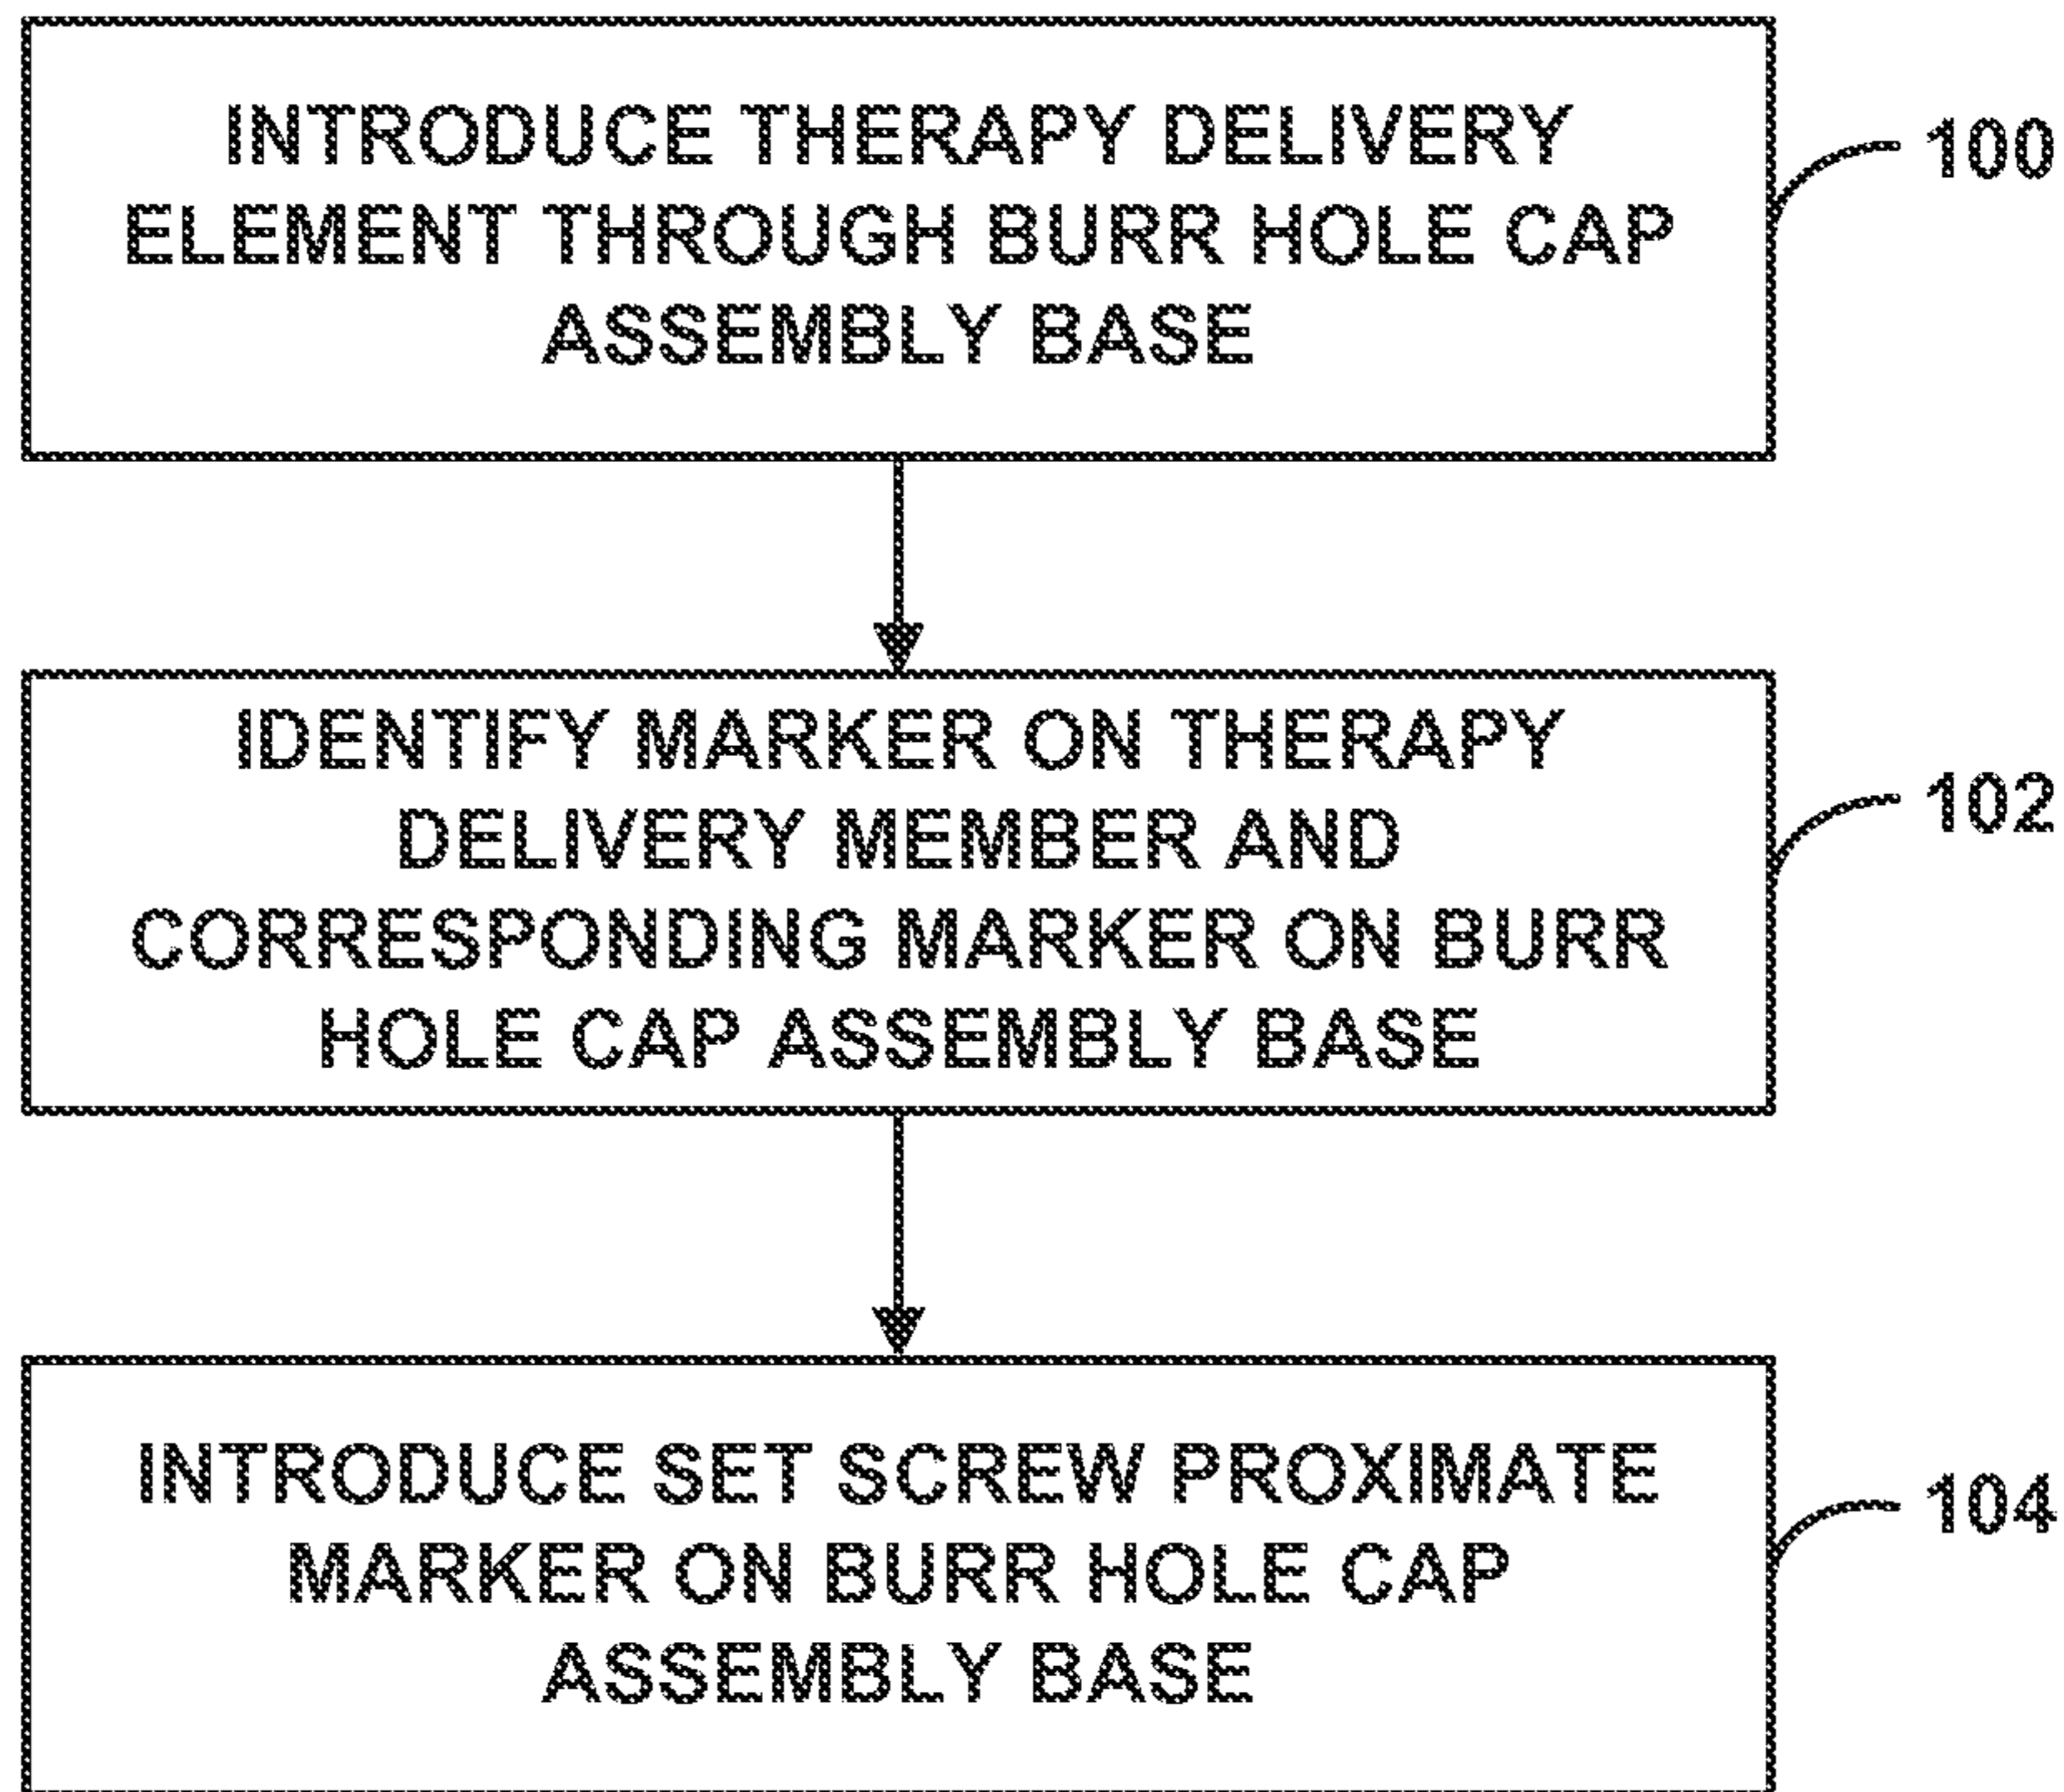 INTRODUCE THERAPY DELIVERY
ELEMENT THROUGH BURR HOLE CAP
ASSEMBLY BASE
100
IDENTIFY MARKER ON THERAPY
DELIVERY MEMBER AND
CORRESPONDING MARKER ON BURR
HOLE CAP ASSEMBLY BASE
102
INTRODUCE SET SCREW PROXIMATE
MARKER ON BURR HOLE CAP
ASSEMBLY BASE
104